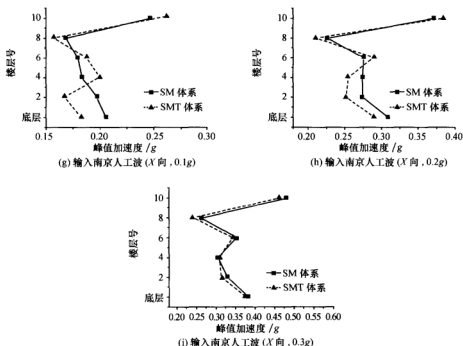 10
8
6
4
2
底层
楼层号
SM 体系
SMT 体系
0.15 0.20 0.25 0.30
峰值加速度 /g
(g) 输入南京人工波 (X 向 , 0.1g)
10
8
6
4
2
底层
楼层号
SM 体系
SMT 体系
0.20 0.25 0.30 0.35 0.40
峰值加速度 /g
(h) 输入南京人工波 (X 向 , 0.2g)
10
8
6
4
2
底层
楼层号
SM 体系
SMT 体系
0.20 0.25 0.30 0.35 0.40 0.45 0.50 0.55 0.60
峰值加速度 /g
(i) 输入南京人工波 (X 向 , 0.3g)